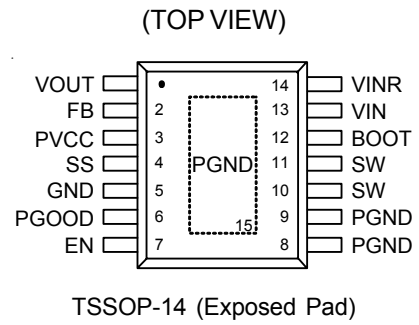 (TOP VIEW)
VOUT 14 VINR
FB 2 13 VIN
PVCC 3 12 BOOT
SS 4 PGND 11 SW
GND 5 10 SW
PGOOD 6 9 PGND
15
EN 7 8 PGND
TSSOP-14 (Exposed Pad)